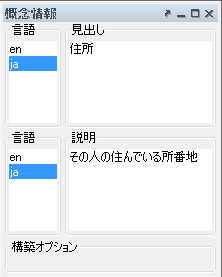 概念情報
言語
見出し
en
ja
住所
言語
説明
en
ja
その人の住んでいる所番地
構築オプション